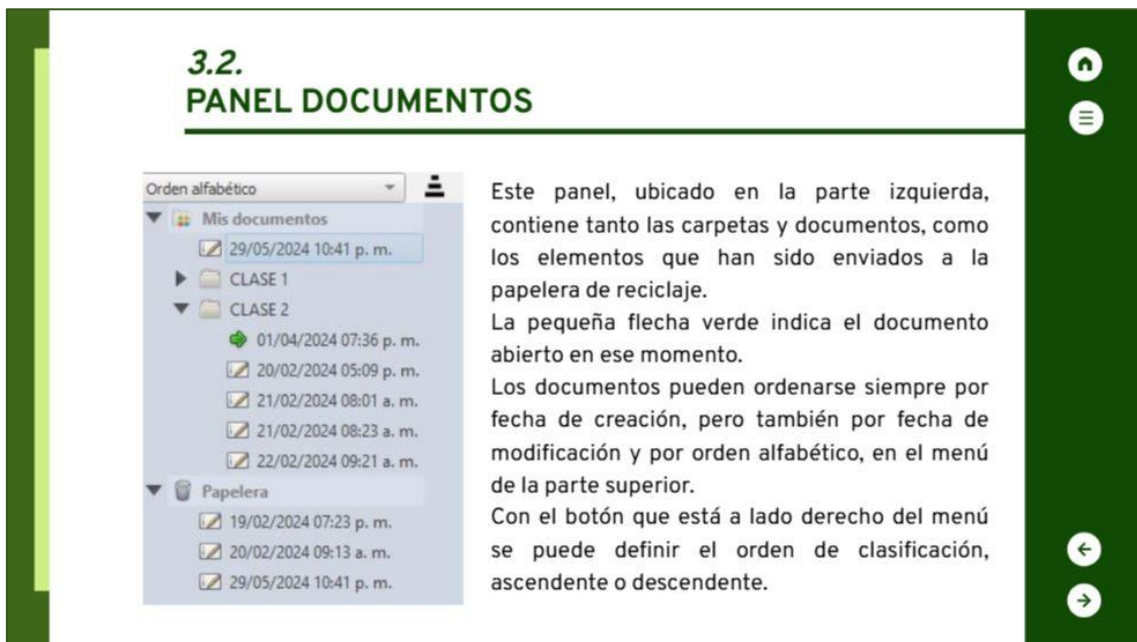 3.2.
PANEL DOCUMENTOS
Orden alfabético
Mis documentos
29/05/2024 10:41 p. m.
CLASE 1
CLASE 2
01/04/2024 07:36 p. m.
20/02/2024 05:09 p. m.
21/02/2024 08:01 a. m.
21/02/2024 08:23 a. m.
22/02/2024 09:21 a. m.
Papelera
19/02/2024 07:23 p. m.
20/02/2024 09:13 a. m.
29/05/2024 10:41 p. m.
Este panel, ubicado en la parte izquierda,
contiene tanto las carpetas y documentos, como
los elementos que han sido enviados a la
papelera de reciclaje.
La pequeña flecha verde indica el documento
abierto en ese momento.
Los documentos pueden ordenarse siempre por
fecha de creación, pero también por fecha de
modificación y por orden alfabético, en el menú
de la parte superior.
Con el botón que está a lado derecho del menú
se puede definir el orden de clasificación,
ascendente o descendente.